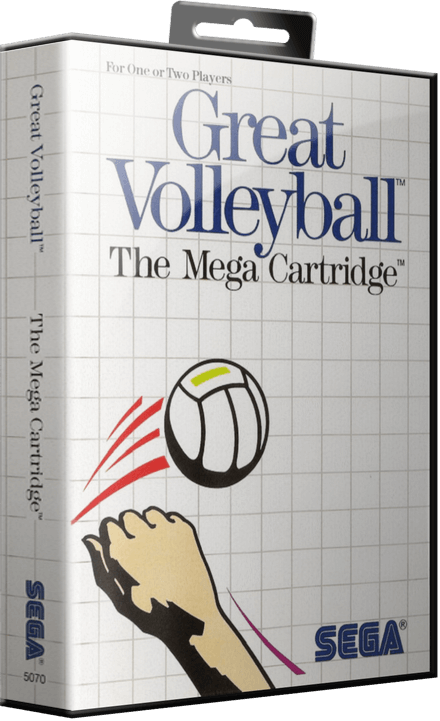 For One or Two Players
Great
Volleyball™
The Mega Cartridge™
SEGA®
Great Volleyball™
The Mega Cartridge™
SEGA®
5070